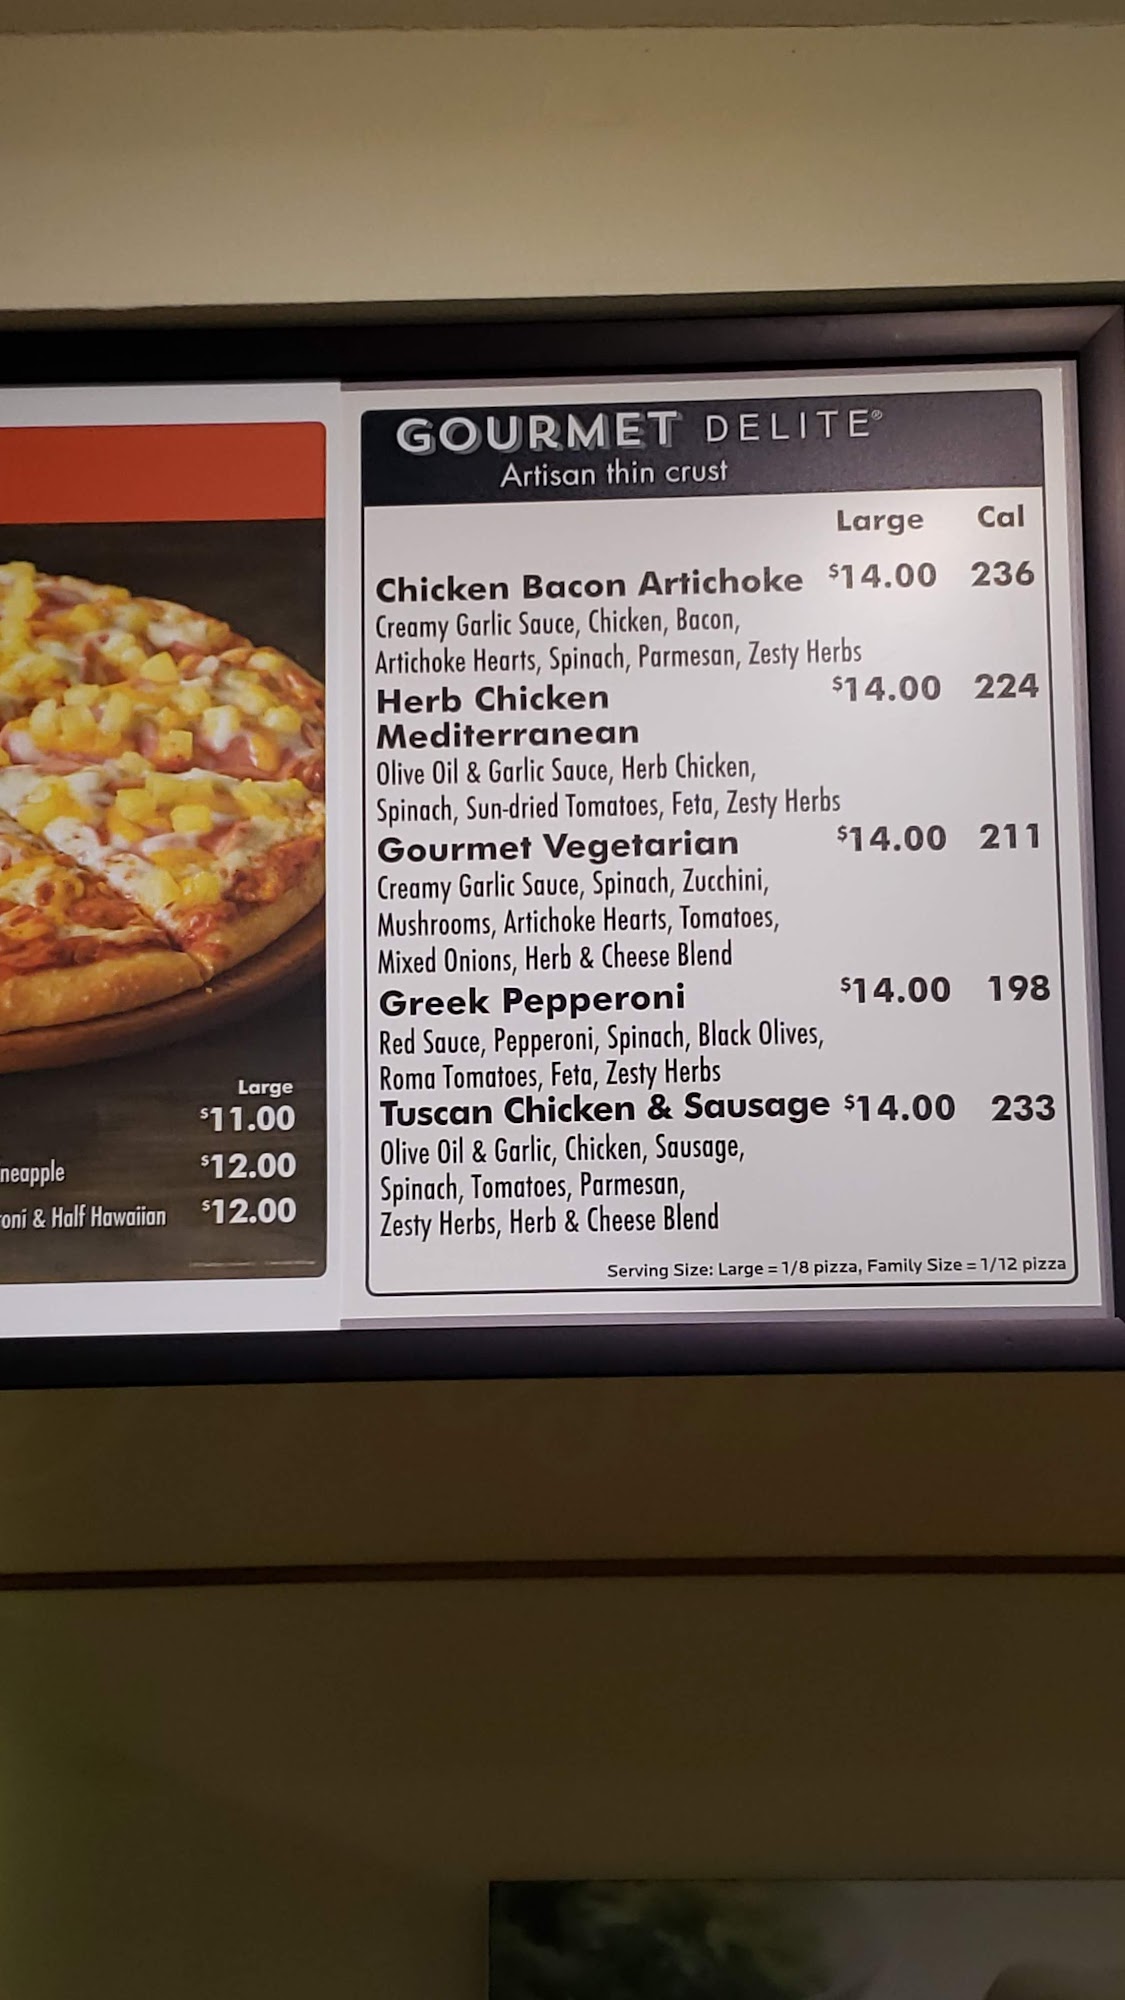 Large
$11.00
$12.00
& Half Hawaiian $12.00
GOURMET DELITE®
Artisan thin crust
Large Cal
Chicken Bacon Artichoke $14.00 236
Creamy Garlic Sauce, Chicken, Bacon,
Artichoke Hearts, Spinach, Parmesan, Zesty Herbs
Herb Chicken $14.00 224
Mediterranean
Olive Oil & Garlic Sauce, Herb Chicken,
Spinach, Sun-dried Tomatoes, Feta, Zesty Herbs
Gourmet Vegetarian $14.00 211
Creamy Garlic Sauce, Spinach, Zucchini,
Mushrooms, Artichoke Hearts, Tomatoes,
Mixed Onions, Herb & Cheese Blend
Greek Pepperoni $14.00 198
Red Sauce, Pepperoni, Spinach, Black Olives,
Roma Tomatoes, Feta, Zesty Herbs
Tuscan Chicken & Sausage $14.00 233
Olive Oil & Garlic, Chicken, Sausage,
Spinach, Tomatoes, Parmesan,
Zesty Herbs, Herb & Cheese Blend
Serving Size: Large = 1/8 pizza, Family Size = 1/12 pizza